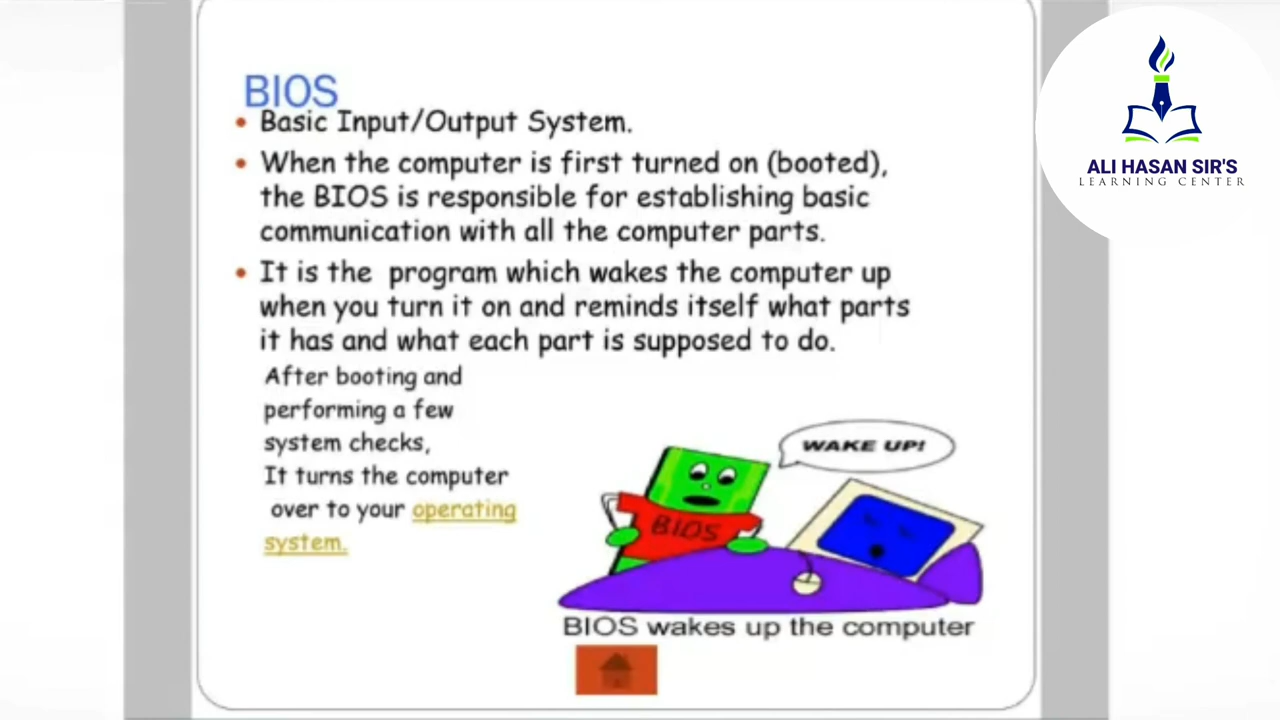 BIOS
• Basic Input/Output System.
• When the computer is first turned on (booted),
the BIOS is responsible for establishing basic
communication with all the computer parts.
• It is the program which wakes the computer up
when you turn it on and reminds itself what parts
it has and what each part is supposed to do.
After booting and
performing a few
system checks,
It turns the computer
over to your operating
system.
WAKE UP!
BIOS
BIOS wakes up the computer
ALI HASAN SIR'S
LEARNING CENTER